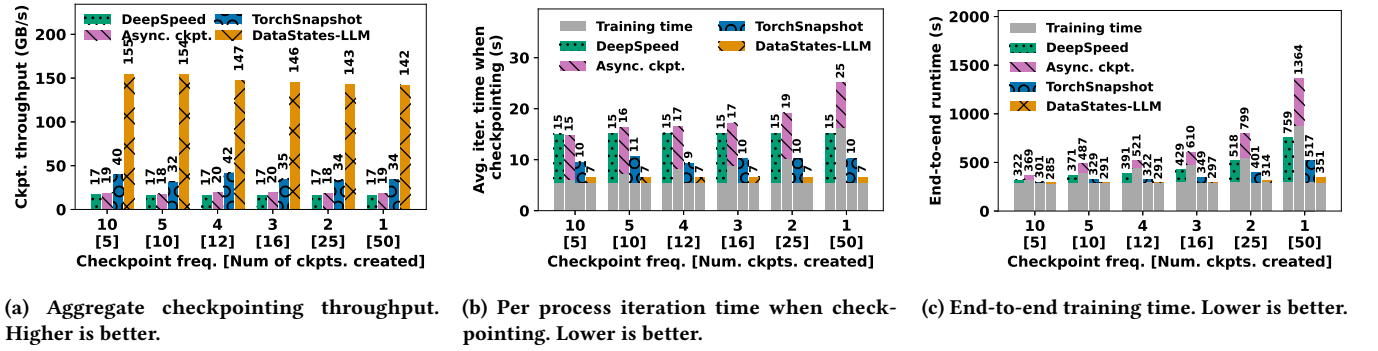 Ckpt. throughput (GB/s)
DeepSpeed
Async. ckpt.
TorchSnapshot
DataStates-LLM
200
150
100
50
0
17 19 40 155
17 18 32 154
17 20 42 147
17 20 35 146
17 18 34 143
17 19 34 142
10 5 4 3 2 1
[5] [10] [12] [16] [25] [50]
Checkpoint freq. [Num of ckpts. created]
(a) Aggregate checkpointing throughput.
Higher is better.
Avg. iter. time when
checkpointing (s)
Training time
DeepSpeed
Async. ckpt.
TorchSnapshot
DataStates-LLM
30
20
10
0
15 15 10 7
15 16 11 7
15 17 9 7
15 17 10 7
15 19 10 7
15 25 10 7
10 5 4 3 2 1
[5] [10] [12] [16] [25] [50]
Checkpoint freq. [Num. ckpts. created]
(b) Per process iteration time when check-
pointing. Lower is better.
End-to-end runtime (s)
Training time
DeepSpeed
Async. ckpt.
TorchSnapshot
DataStates-LLM
2000
1500
1000
500
0
322 369 301 285
371 487 329 291
391 521 322 291
429 610 349 297
518 799 401 314
759 1364 517 351
10 5 4 3 2 1
[5] [10] [12] [16] [25] [50]
Checkpoint freq. [Num. ckpts. created]
(c) End-to-end training time. Lower is better.